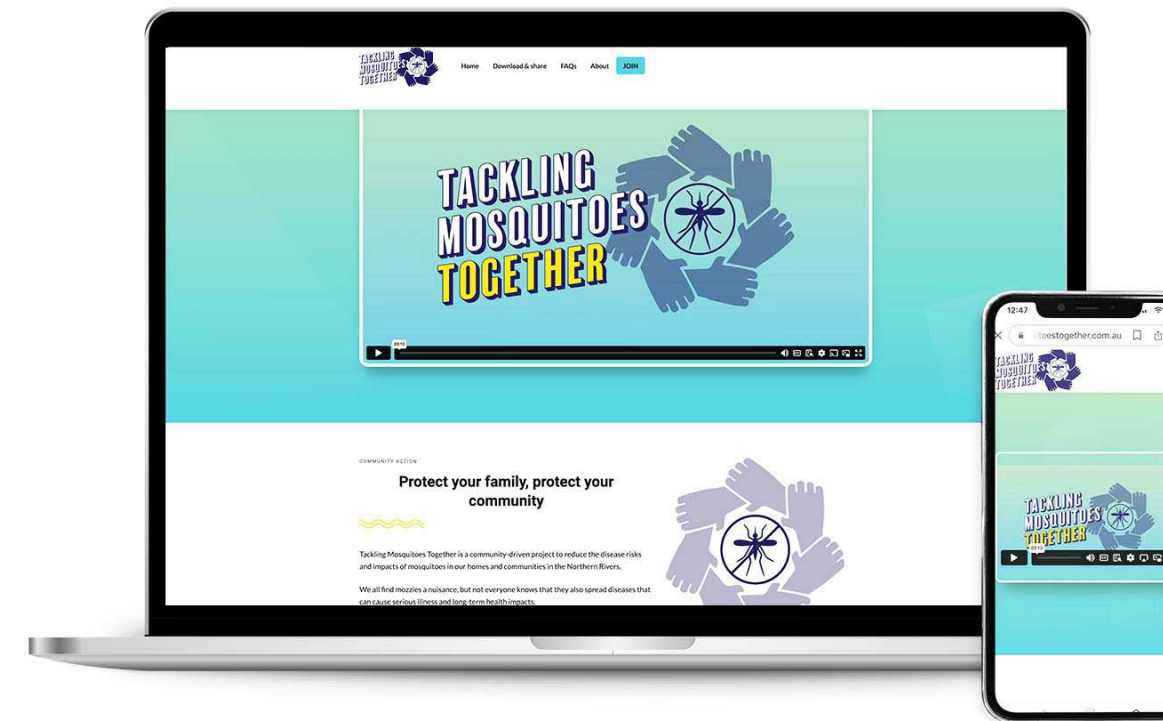 TACKLING
MOSQUITOES
TOGETHER
Home Download & share FAQs About JOIN
TACKLING
MOSQUITOES
TOGETHER
03:10
COMMUNITY ACTION
Protect your family, protect your
community
Tackling Mosquitoes Together is a community-driven project to reduce the disease risks
and impacts of mosquitoes in our homes and communities in the Northern Rivers.
We all find mozzies a nuisance, but not everyone knows that they also spread diseases that
can cause serious illness and long-term health impacts.
12:47
toestogether.com.au
TACKLING
MOSQUITOES
TOGETHER
TACKLING
MOSQUITOES
TOGETHER
03:10